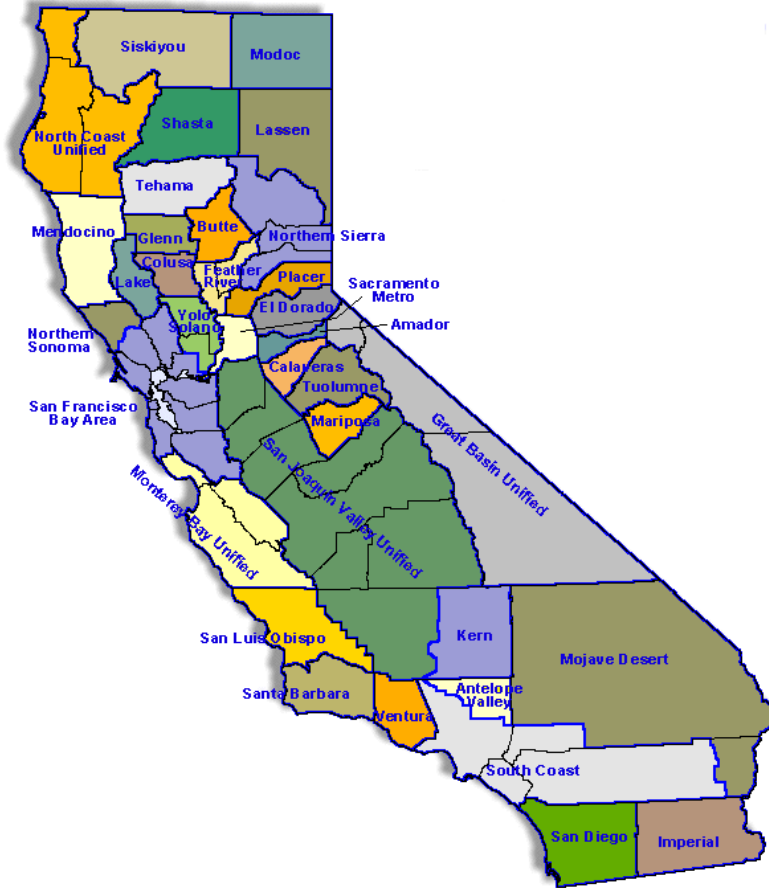 Siskiyou
Modoc
North Coast
Unified
Shasta
Lassen
Tehama
Mendocino
Glenn
Butte
Northern Sierra
Colusa
Feather
River
Lake
Placer
Sacramento
Metro
El Dorado
Yolo
Solano
Amador
Northern
Sonoma
Calaveras
Tuolumne
San Francisco
Bay Area
Mariposa
Great Basin Unified
San Joaquin Valley Unified
Monterey Bay Unified
San Luis Obispo
Kern
Mojave Desert
Santa Barbara
Antelope
Valley
Ventura
South Coast
San Diego
Imperial